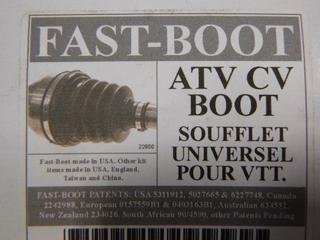 FAST-BOOT
ATV CV
BOOT
SOUFFLET
UNIVERSEL
POUR VTT.
22800
Fast-Boot made in USA. Other kit
items made in USA, England,
Taiwan and China.
FAST-BOOT PATENTS: USA 5311912, 5027665 & 6227748, Canada
2242988, European 0157559B1 & 0403163B1, Australian 634552,
New Zealand 234026, South African 90/4590, other Patents Pending